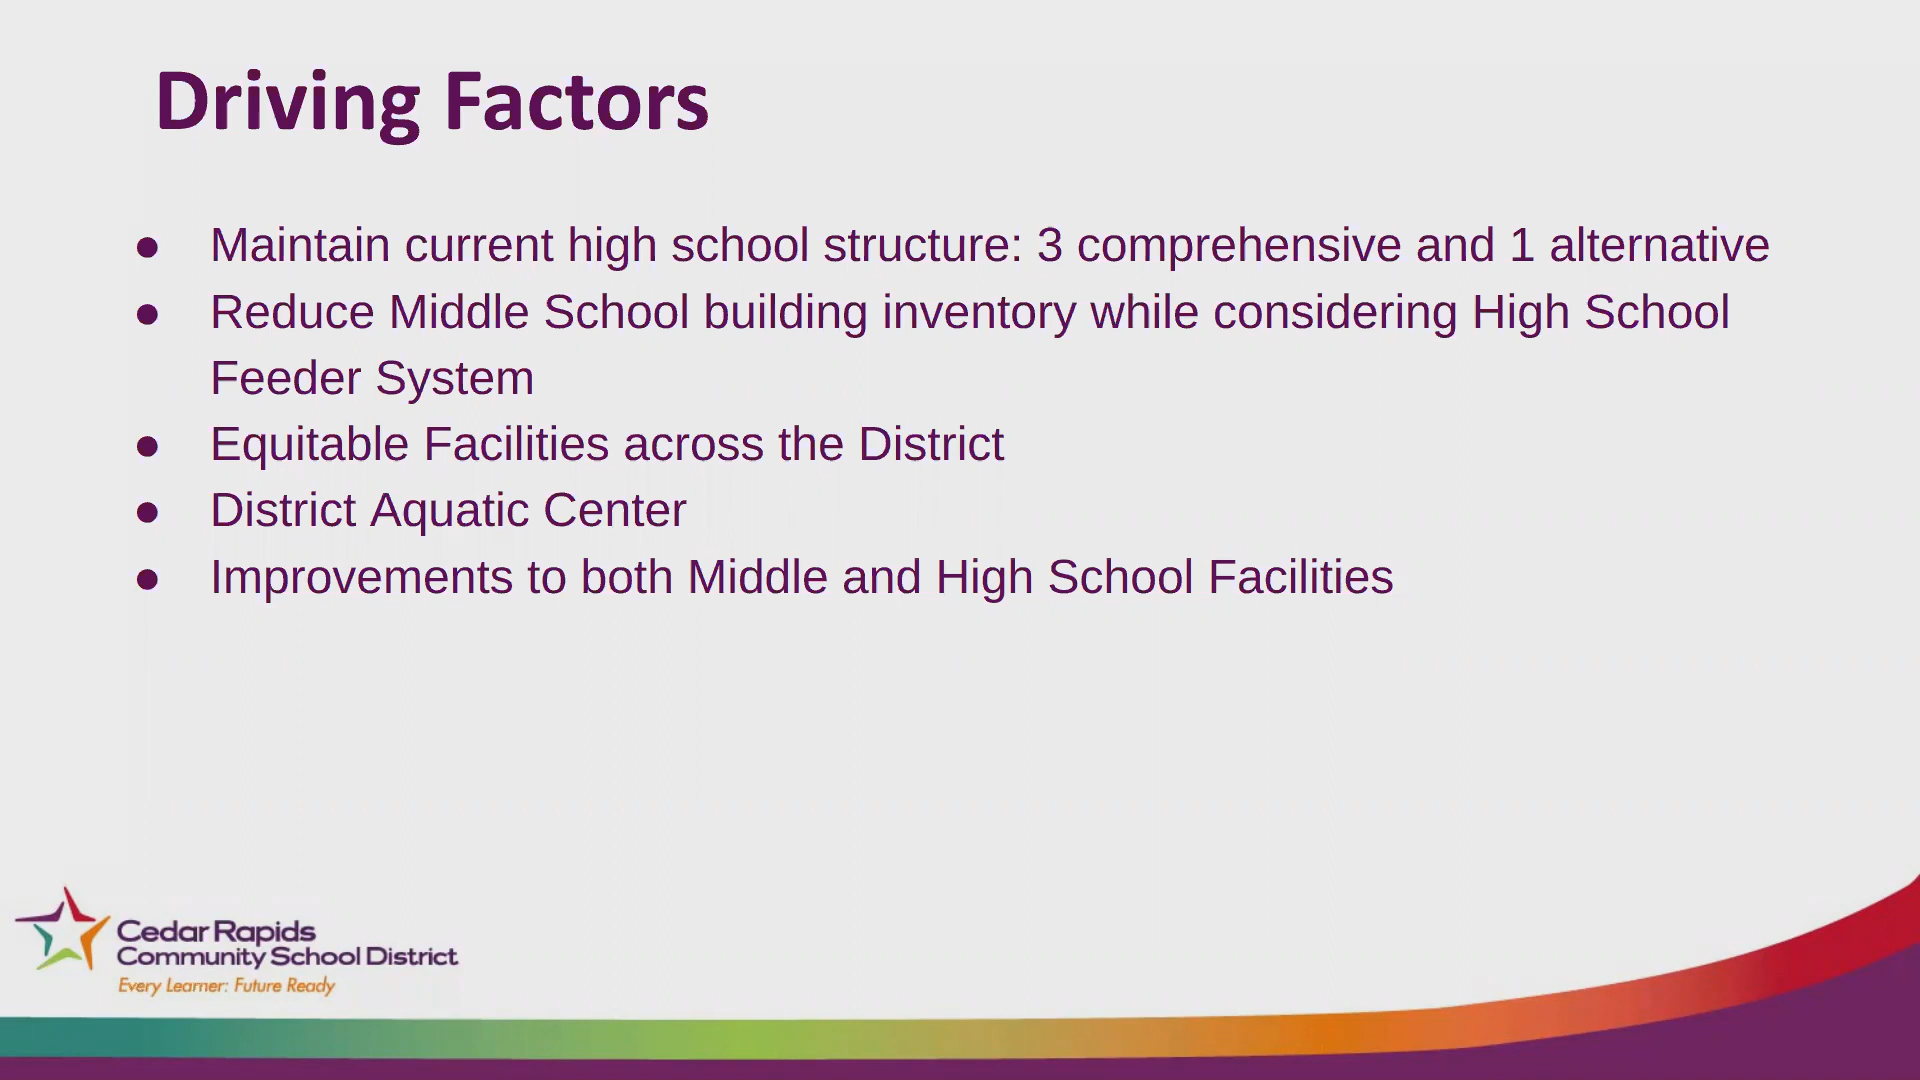 Driving Factors
● Maintain current high school structure: 3 comprehensive and 1 alternative
● Reduce Middle School building inventory while considering High School
Feeder System
● Equitable Facilities across the District
● District Aquatic Center
● Improvements to both Middle and High School Facilities
Cedar Rapids
Community School District
Every Learner: Future Ready